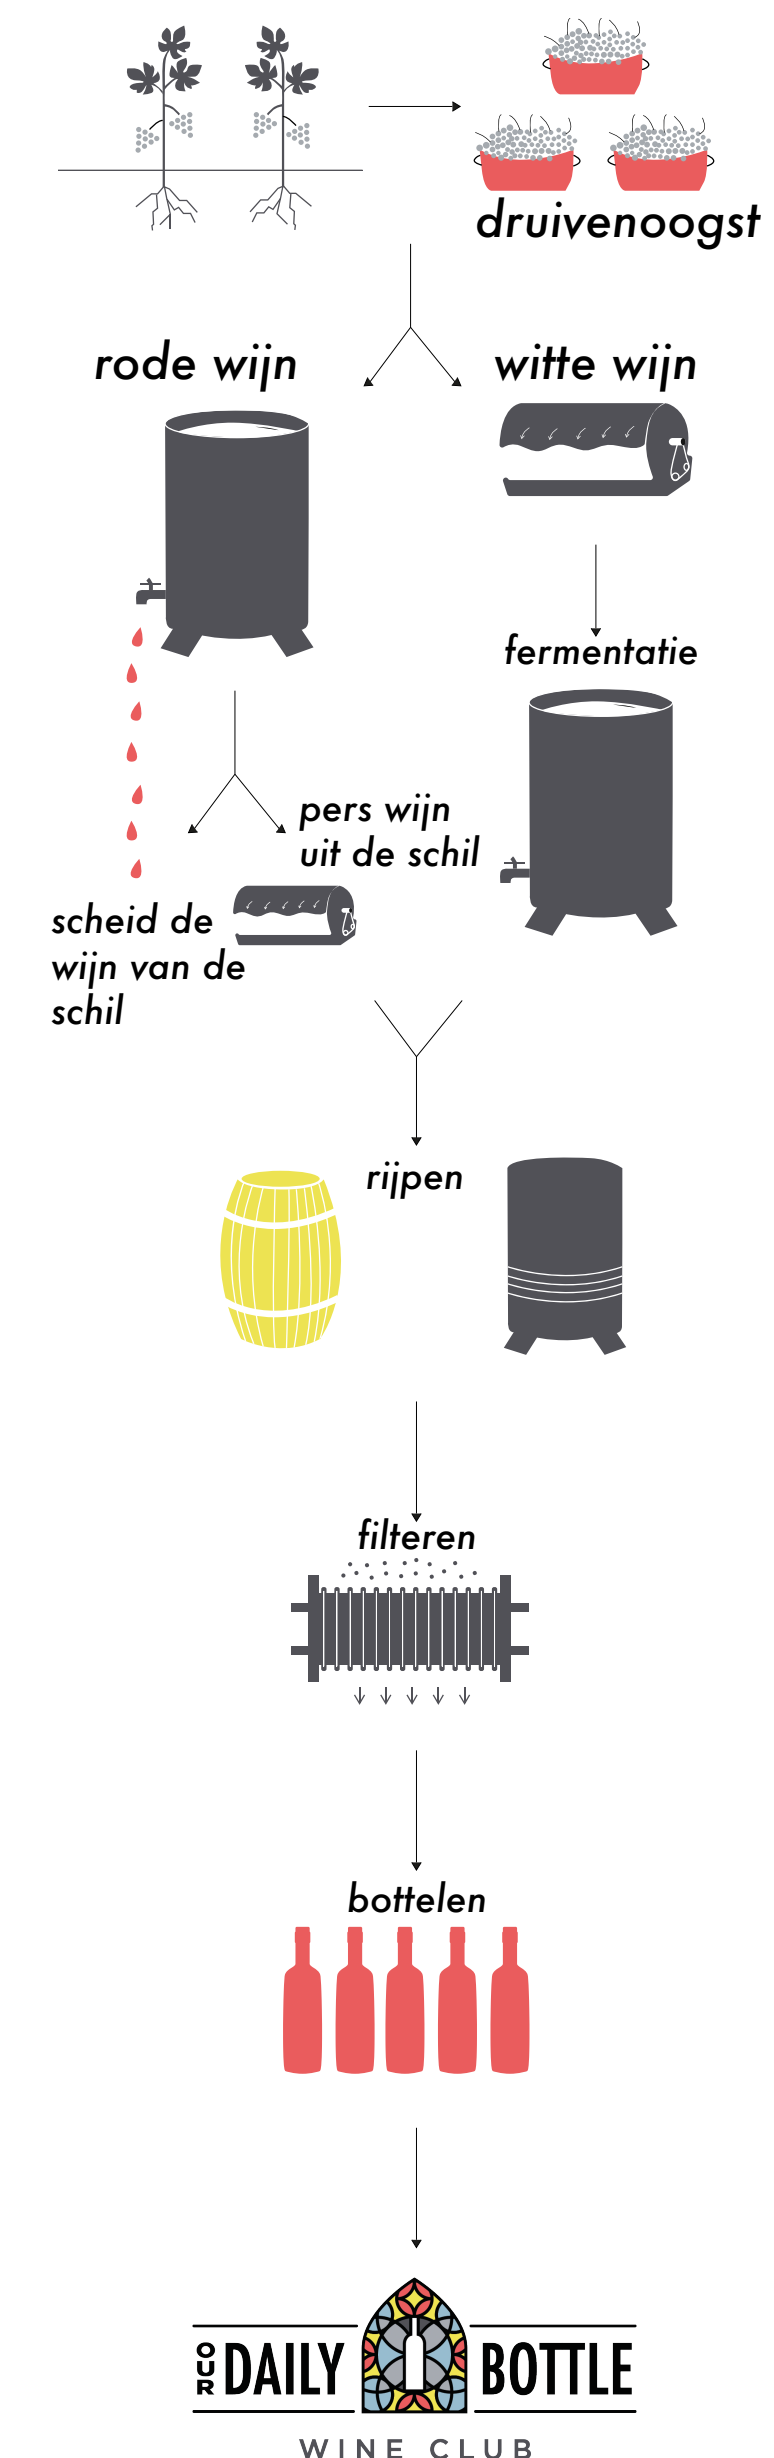 druivenoogst
rode wijn
witte wijn
fermentatie
pers wijn
uit de schil
scheid de
wijn van de
schil
rijpen
filteren
bottelen
OUR DAILY BOTTLE
WINE CLUB